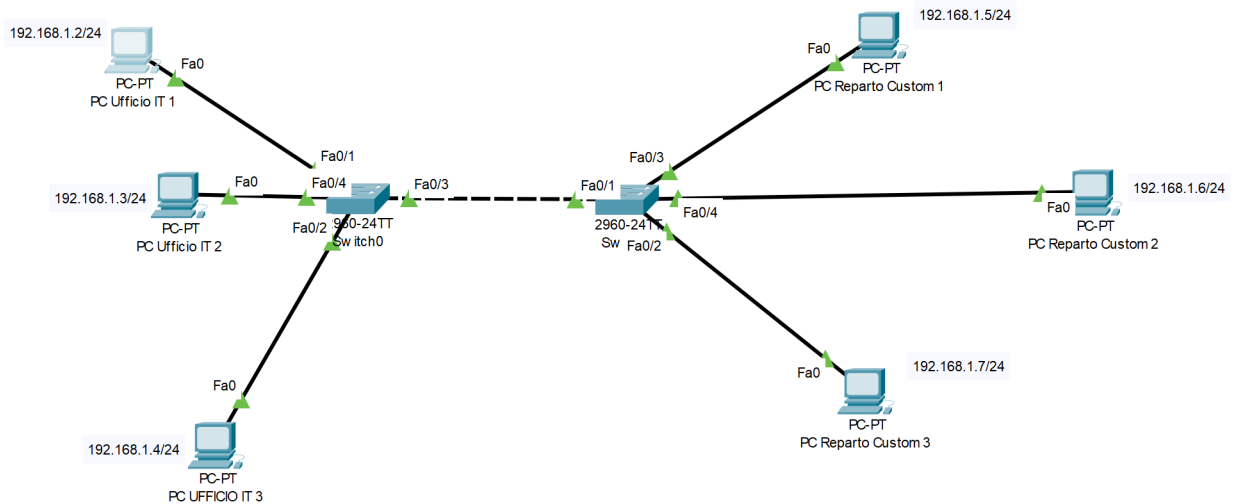 192.168.1.2/24
Fa0
PC-PT
PC Ufficio IT 1
Fa0/1
192.168.1.3/24
Fa0
Fa0/4
Fa0/3
PC-PT
PC Ufficio IT 2
Fa0/2
2960-24TT
Switch0
Fa0
192.168.1.4/24
PC-PT
PC UFFICIO IT 3
192.168.1.5/24
Fa0
PC-PT
PC Reparto Custom 1
Fa0/3
Fa0/1
Fa0/4
2960-24TT
Sw
Fa0/2
192.168.1.6/24
Fa0
PC-PT
PC Reparto Custom 2
192.168.1.7/24
Fa0
PC-PT
PC Reparto Custom 3